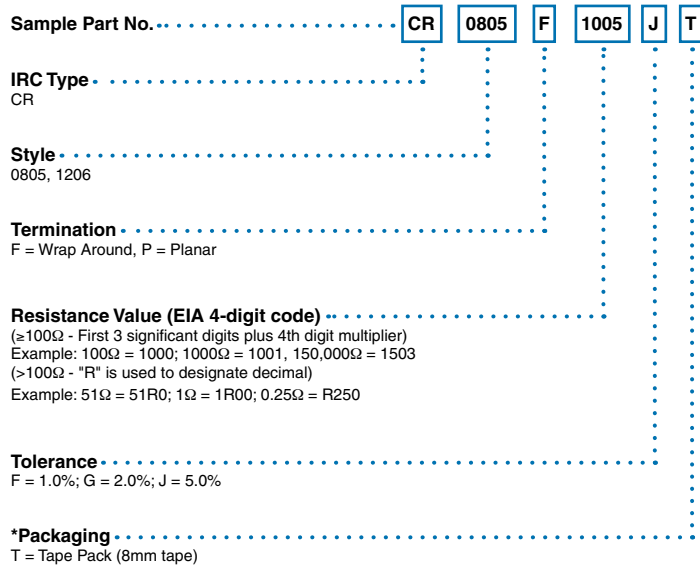 Sample Part No. CR 0805 F 1005 J T
IRC Type
CR
Style
0805, 1206
Termination
F = Wrap Around, P = Planar
Resistance Value (EIA 4-digit code)
(≥100Ω - First 3 significant digits plus 4th digit multiplier)
Example: 100Ω = 1000; 1000Ω = 1001, 150,000Ω = 1503
(>100Ω - "R" is used to designate decimal)
Example: 51Ω = 51R0; 1Ω = 1R00; 0.25Ω = R250
Tolerance
F = 1.0%; G = 2.0%; J = 5.0%
*Packaging
T = Tape Pack (8mm tape)